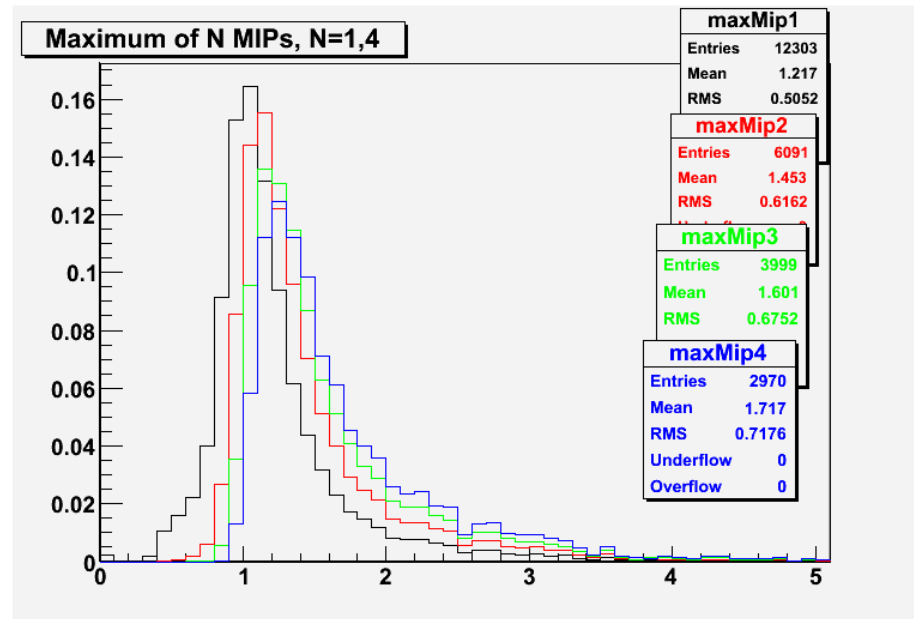 Maximum of N MIPs, N=1,4
maxMip1
Entries 12303
Mean 1.217
RMS 0.5052
maxMip2
Entries 6091
Mean 1.453
RMS 0.6162
maxMip3
Entries 3999
Mean 1.601
RMS 0.6752
maxMip4
Entries 2970
Mean 1.717
RMS 0.7176
Underflow 0
Overflow 0
0.16
0.14
0.12
0.1
0.08
0.06
0.04
0.02
0
0 1 2 3 4 5